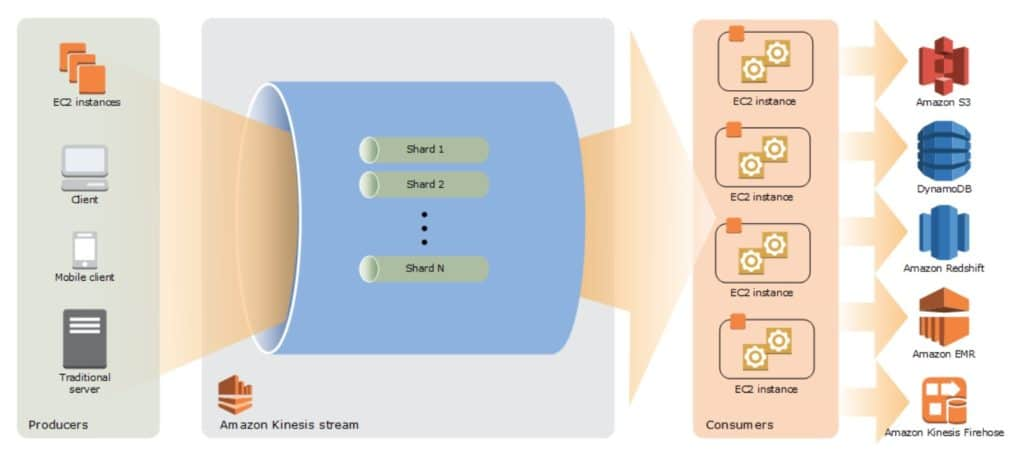 EC2 instances
Client
Mobile client
Traditional
server
Producers
Shard 1
Shard 2
Shard N
Amazon Kinesis stream
EC2 instance
EC2 instance
EC2 instance
EC2 instance
Consumers
Amazon S3
DynamoDB
Amazon Redshift
Amazon EMR
Amazon Kinesis Firehose